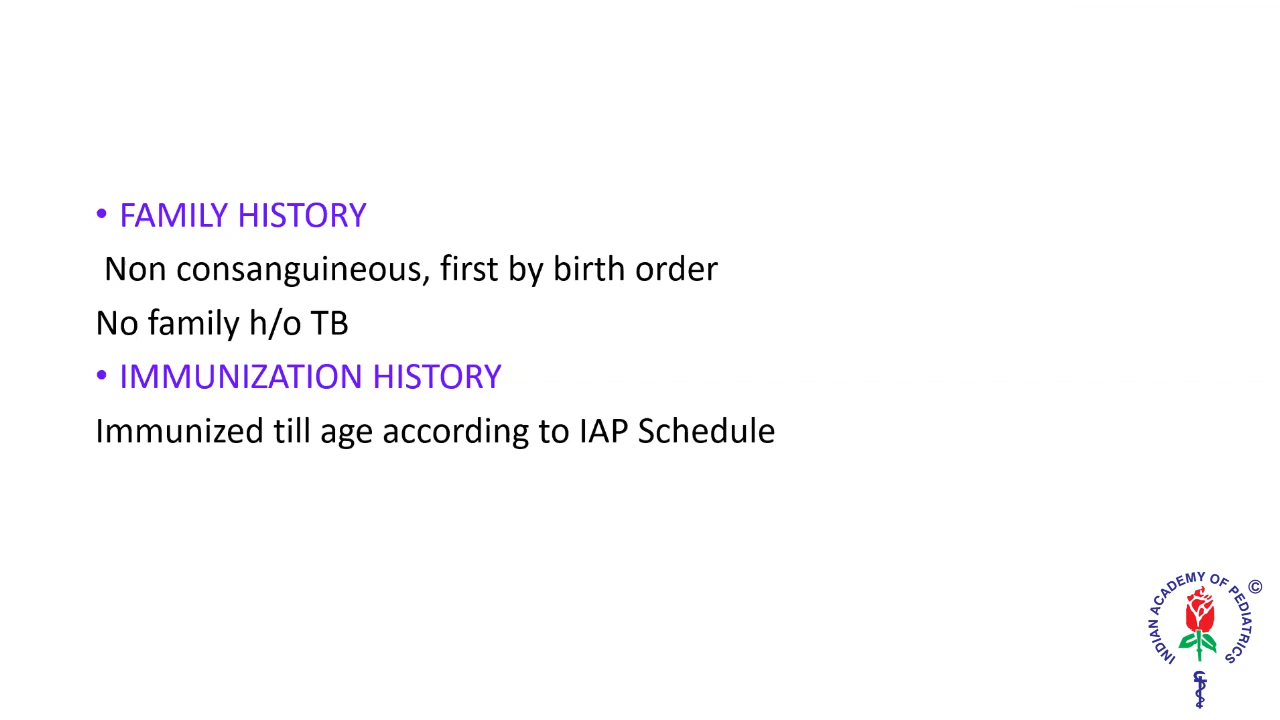 • FAMILY HISTORY
Non consanguineous, first by birth order
No family h/o TB
• IMMUNIZATION HISTORY
Immunized till age according to IAP Schedule
INDIAN ACADEMY OF PEDIATRICS ©